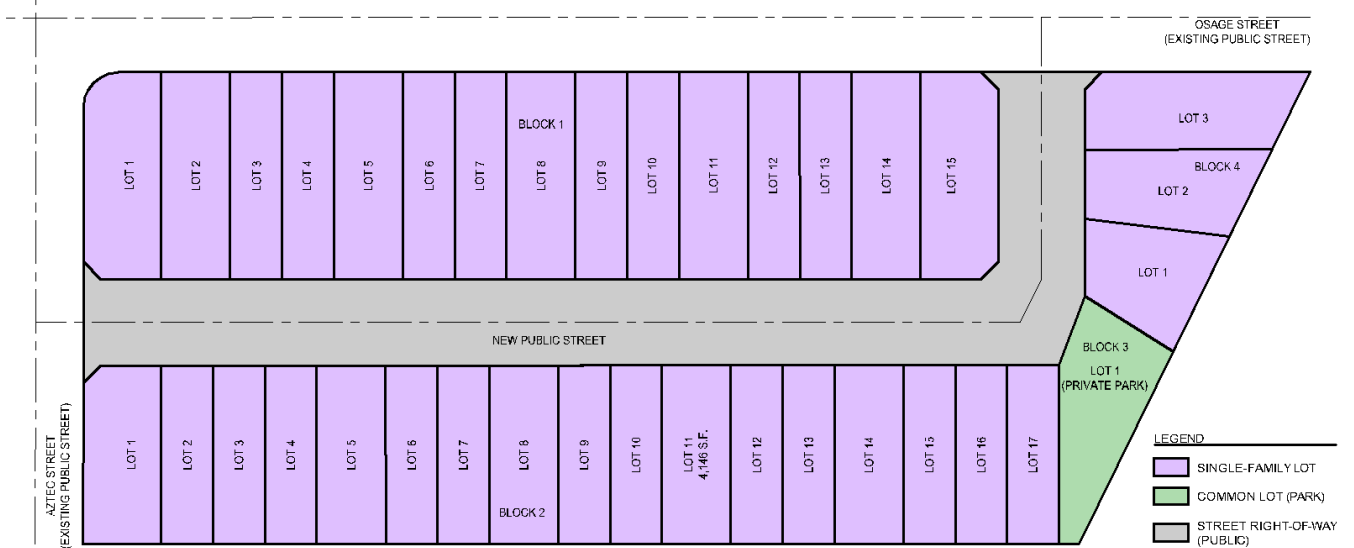 OSAGE STREET
(EXISTING PUBLIC STREET)
BLOCK 1
LOT 1
LOT 2
LOT 3
LOT 4
LOT 5
LOT 6
LOT 7
LOT 8
LOT 9
LOT 10
LOT 11
LOT 12
LOT 13
LOT 14
LOT 15
LOT 3
BLOCK 4
LOT 2
LOT 1
NEW PUBLIC STREET
BLOCK 3
LOT 1
(PRIVATE PARK)
AZTEC STREET
(EXISTING PUBLIC STREET)
LOT 1
LOT 2
LOT 3
LOT 4
LOT 5
LOT 6
LOT 7
LOT 8
LOT 9
LOT 10
LOT 11
4,146 S.F.
LOT 12
LOT 13
LOT 14
LOT 15
LOT 16
LOT 17
BLOCK 2
LEGEND
SINGLE-FAMILY LOT
COMMON LOT (PARK)
STREET RIGHT-OF-WAY
(PUBLIC)